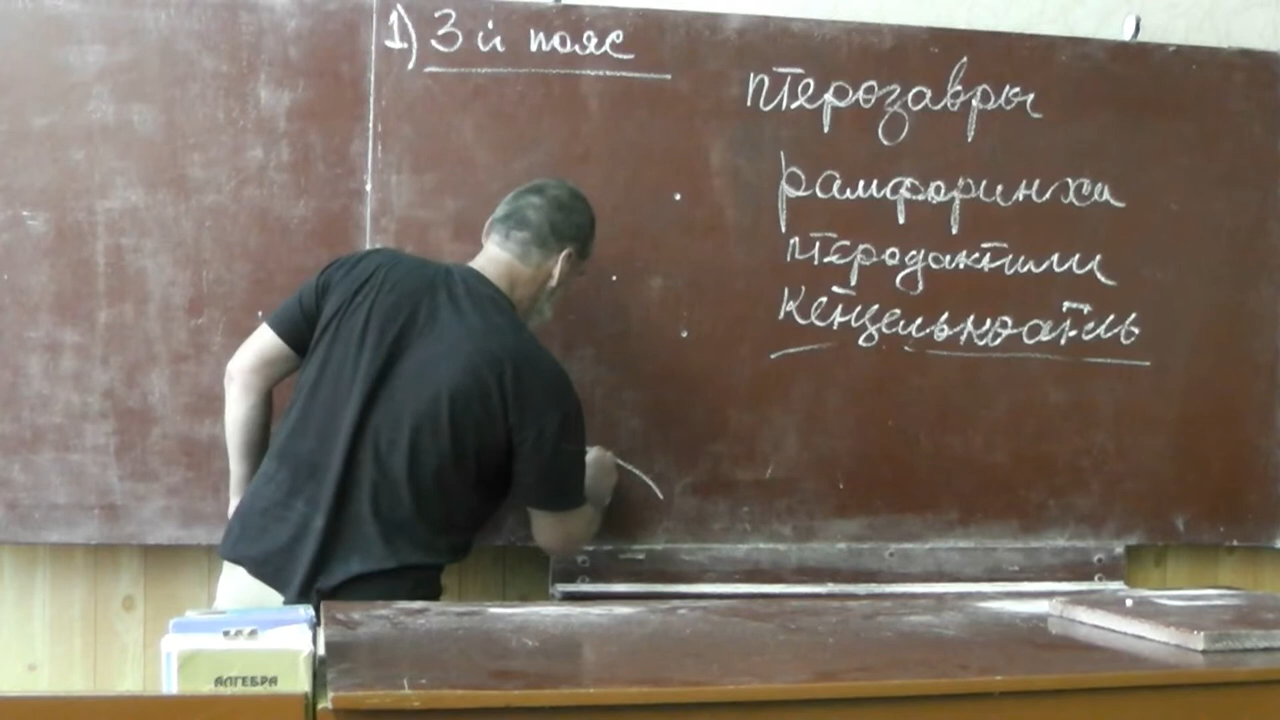 1) 3й пояс
птерозавры
рамфоринха
птеродактили
кетцелькоатль
АЛГЕБРА